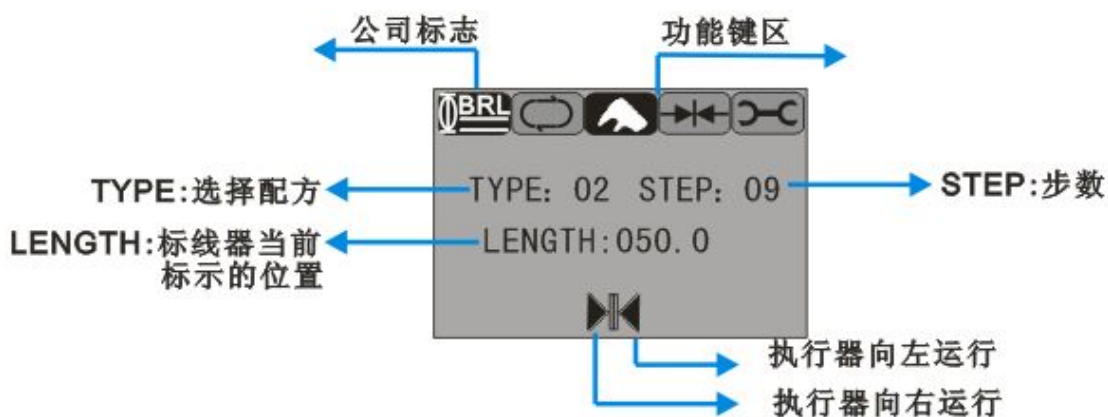 公司标志
功能键区
BRL
TYPE:选择配方
TYPE: 02 STEP: 09
STEP:步数
LENGTH:标线器当前
标示的位置
LENGTH:050.0
执行器向左运行
执行器向右运行